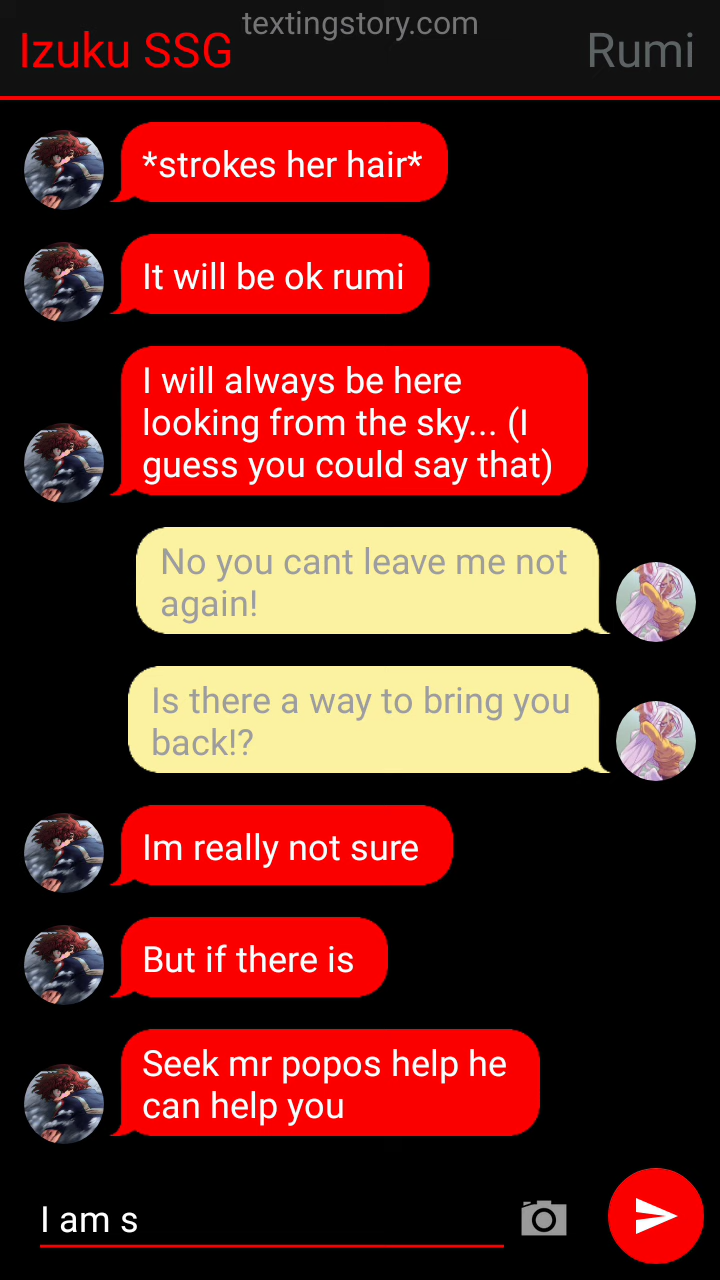 textingstory.com
Izuku SSG
Rumi
*strokes her hair*
It will be ok rumi
I will always be here
looking from the sky... (I
guess you could say that)
No you cant leave me not
again!
Is there a way to bring you
back!?
Im really not sure
But if there is
Seek mr popos help he
can help you
I am s